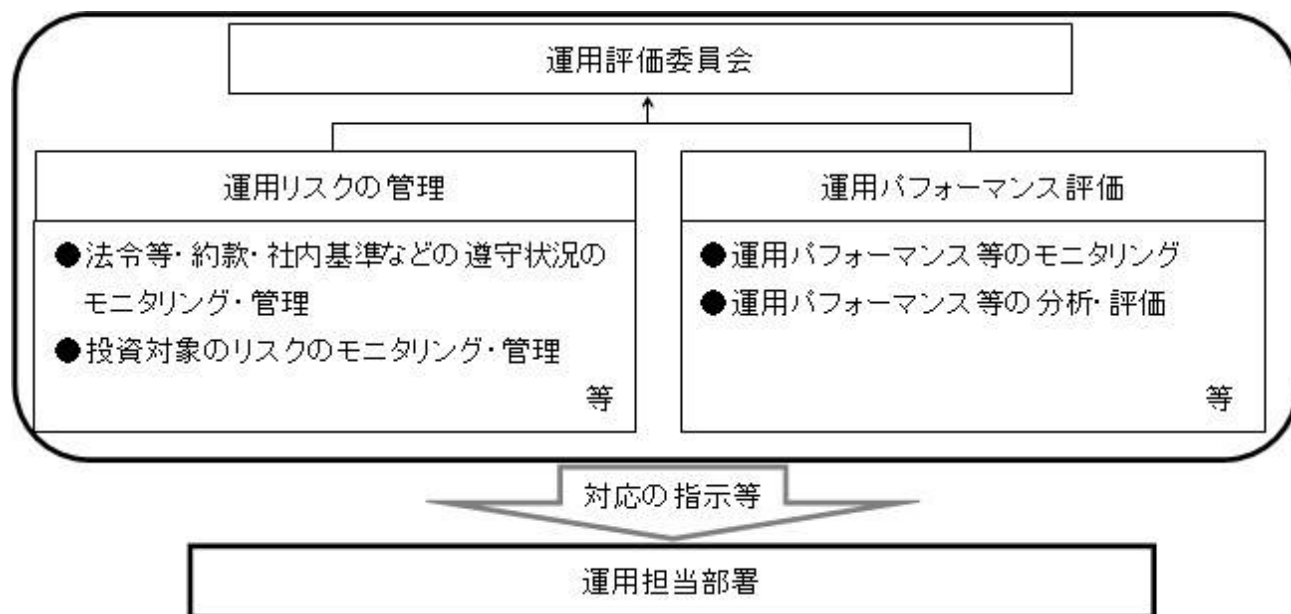 運用評価委員会
運用リスクの管理
●法令等・約款・社内基準などの遵守状況の
モニタリング・管理
●投資対象のリスクのモニタリング・管理
等
運用パフォーマンス評価
●運用パフォーマンス等のモニタリング
●運用パフォーマンス等の分析・評価
等
対応の指示等
運用担当部署